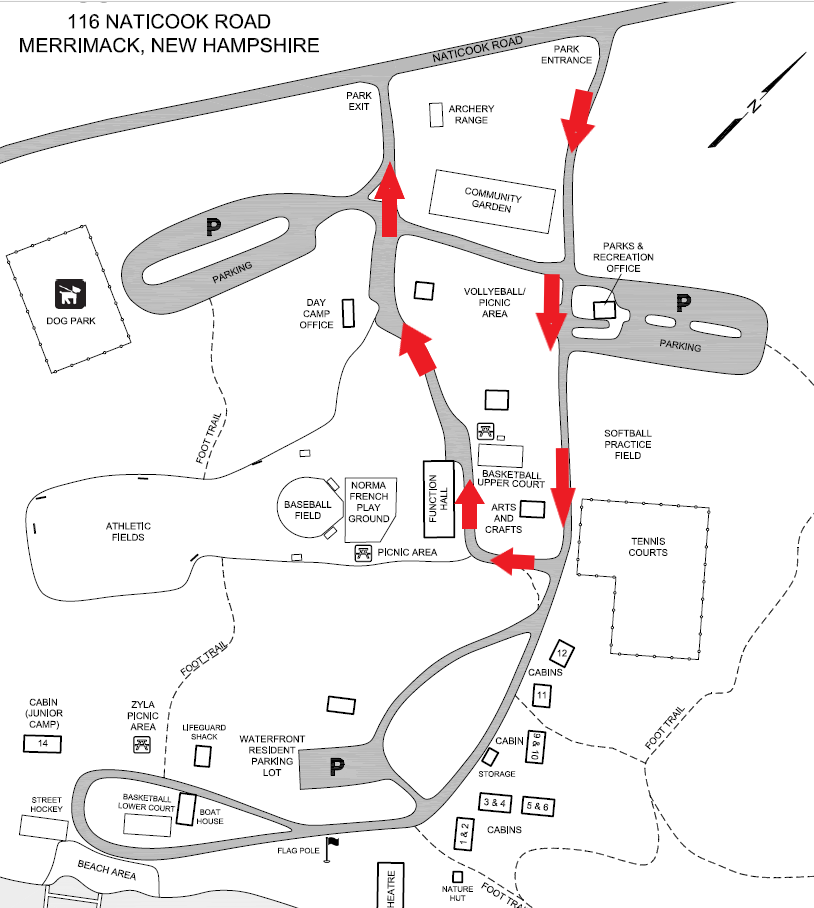 116 NATICOOK ROAD
MERRIMACK, NEW HAMPSHIRE
NATICOOK ROAD
PARK
ENTRANCE
PARK
EXIT
ARCHERY
RANGE
N
COMMUNITY
GARDEN
P
PARKING
DOG PARK
PARKS &
RECREATION
OFFICE
VOLLYEBALL/
PICNIC
AREA
P
PARKING
DAY
CAMP
OFFICE
FOOT TRAIL
SOFTBALL
PRACTICE
FIELD
BASKETBALL
UPPER COURT
FUNCTION
HALL
NORMA
FRENCH
PLAY
GROUND
BASEBALL
FIELD
ARTS
AND
CRAFTS
ATHLETIC
FIELDS
PICNIC AREA
TENNIS
COURTS
FOOT TRAIL
12
CABINS
11
CABIN
(JUNIOR
CAMP)
14
ZYLA
PICNIC
AREA
LIFEGUARD
SHACK
WATERFRONT
RESIDENT
PARKING
LOT
P
CABIN
9 & 10
STORAGE
FOOT TRAIL
STREET
HOCKEY
BASKETBALL
LOWER COURT
BOAT
HOUSE
3 & 4
5 & 6
1 & 2
CABINS
FLAG POLE
BEACH AREA
HEATRE
NATURE
HUT
FOOT TRAIL